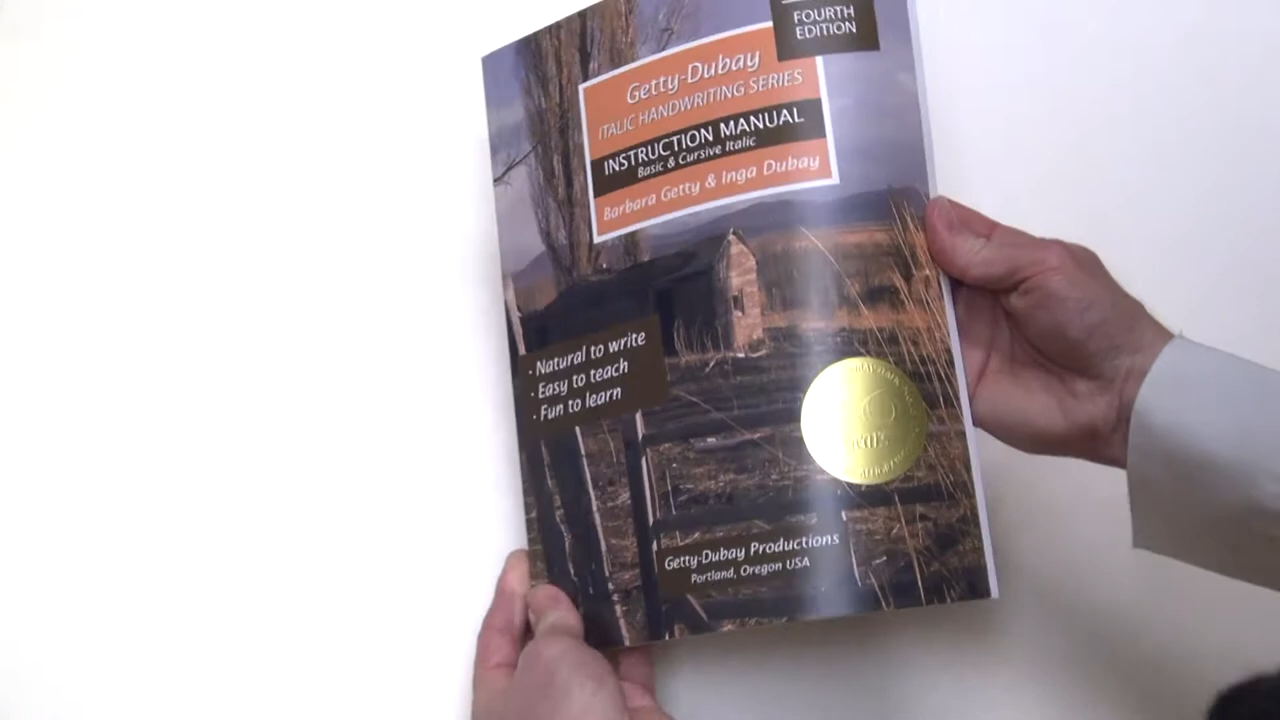 FOURTH
EDITION
Getty-Dubay
ITALIC HANDWRITING SERIES
INSTRUCTION MANUAL
Basic & Cursive Italic
Barbara Getty & Inga Dubay
· Natural to write
· Easy to teach
· Fun to learn
Getty-Dubay Productions
Portland, Oregon USA